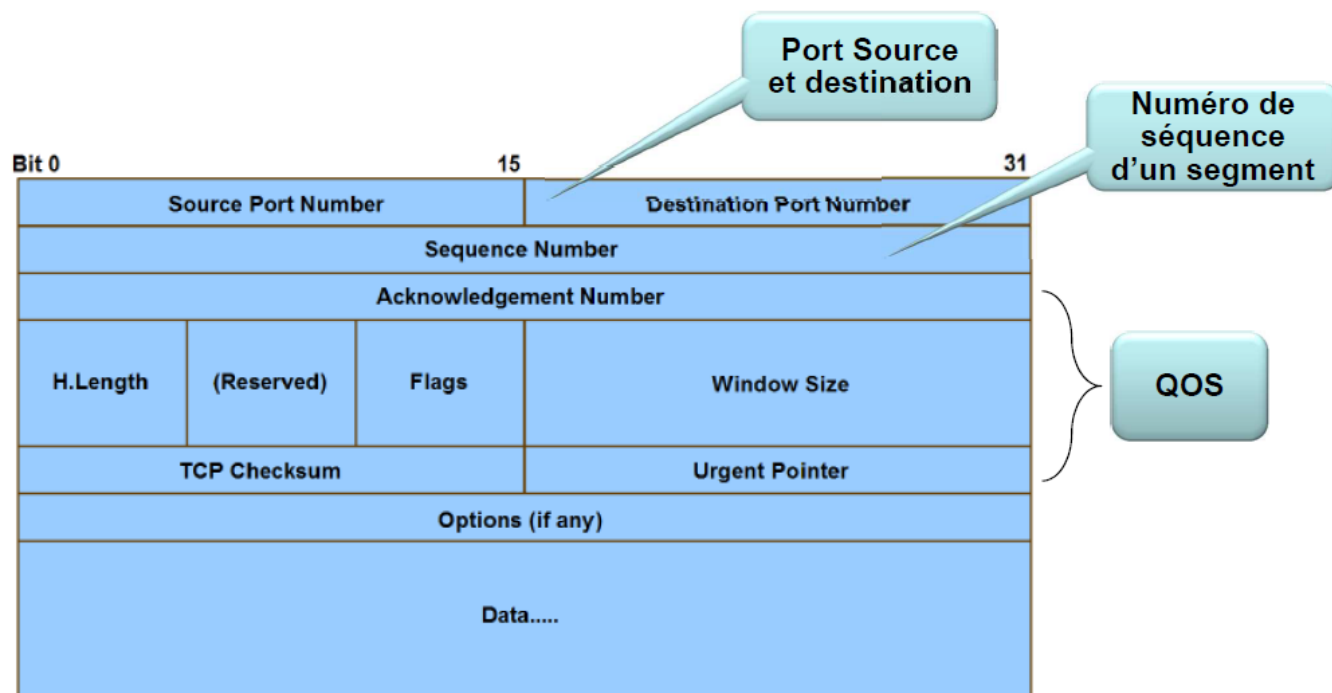 Port Source
et destination
Numéro de
séquence
d'un segment
Bit 0 15 31
Source Port Number Destination Port Number
Sequence Number
Acknowledgement Number
H.Length (Reserved) Flags Window Size
QOS
TCP Checksum Urgent Pointer
Options (if any)
Data.....